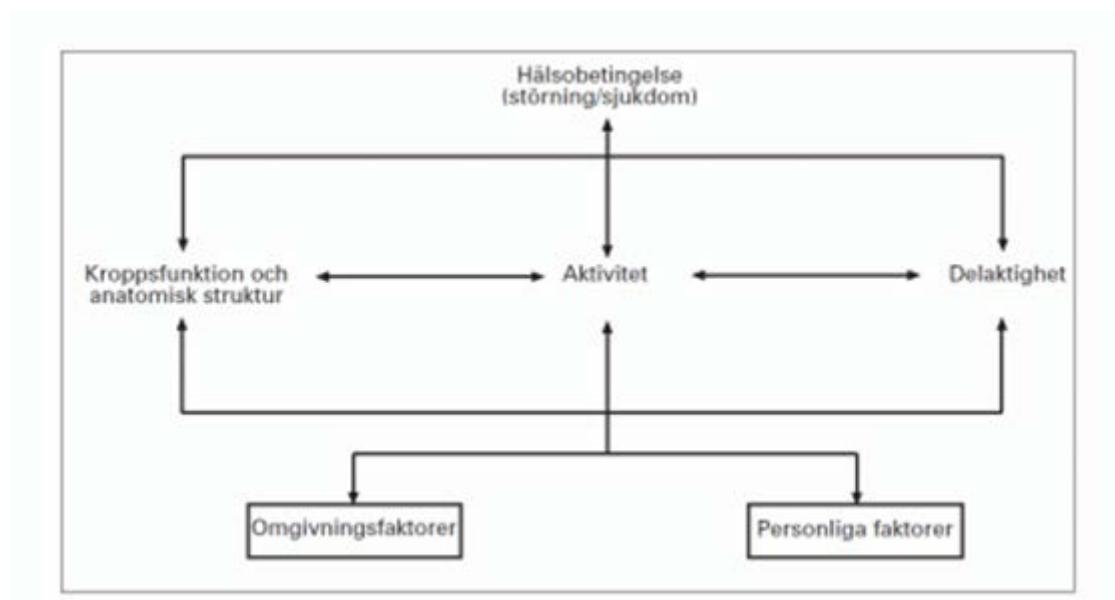 Hälsobetingelse
(störning/sjukdom)
Kroppsfunktion och
anatomisk struktur
Aktivitet
Delaktighet
Omgivningsfaktorer
Personliga faktorer